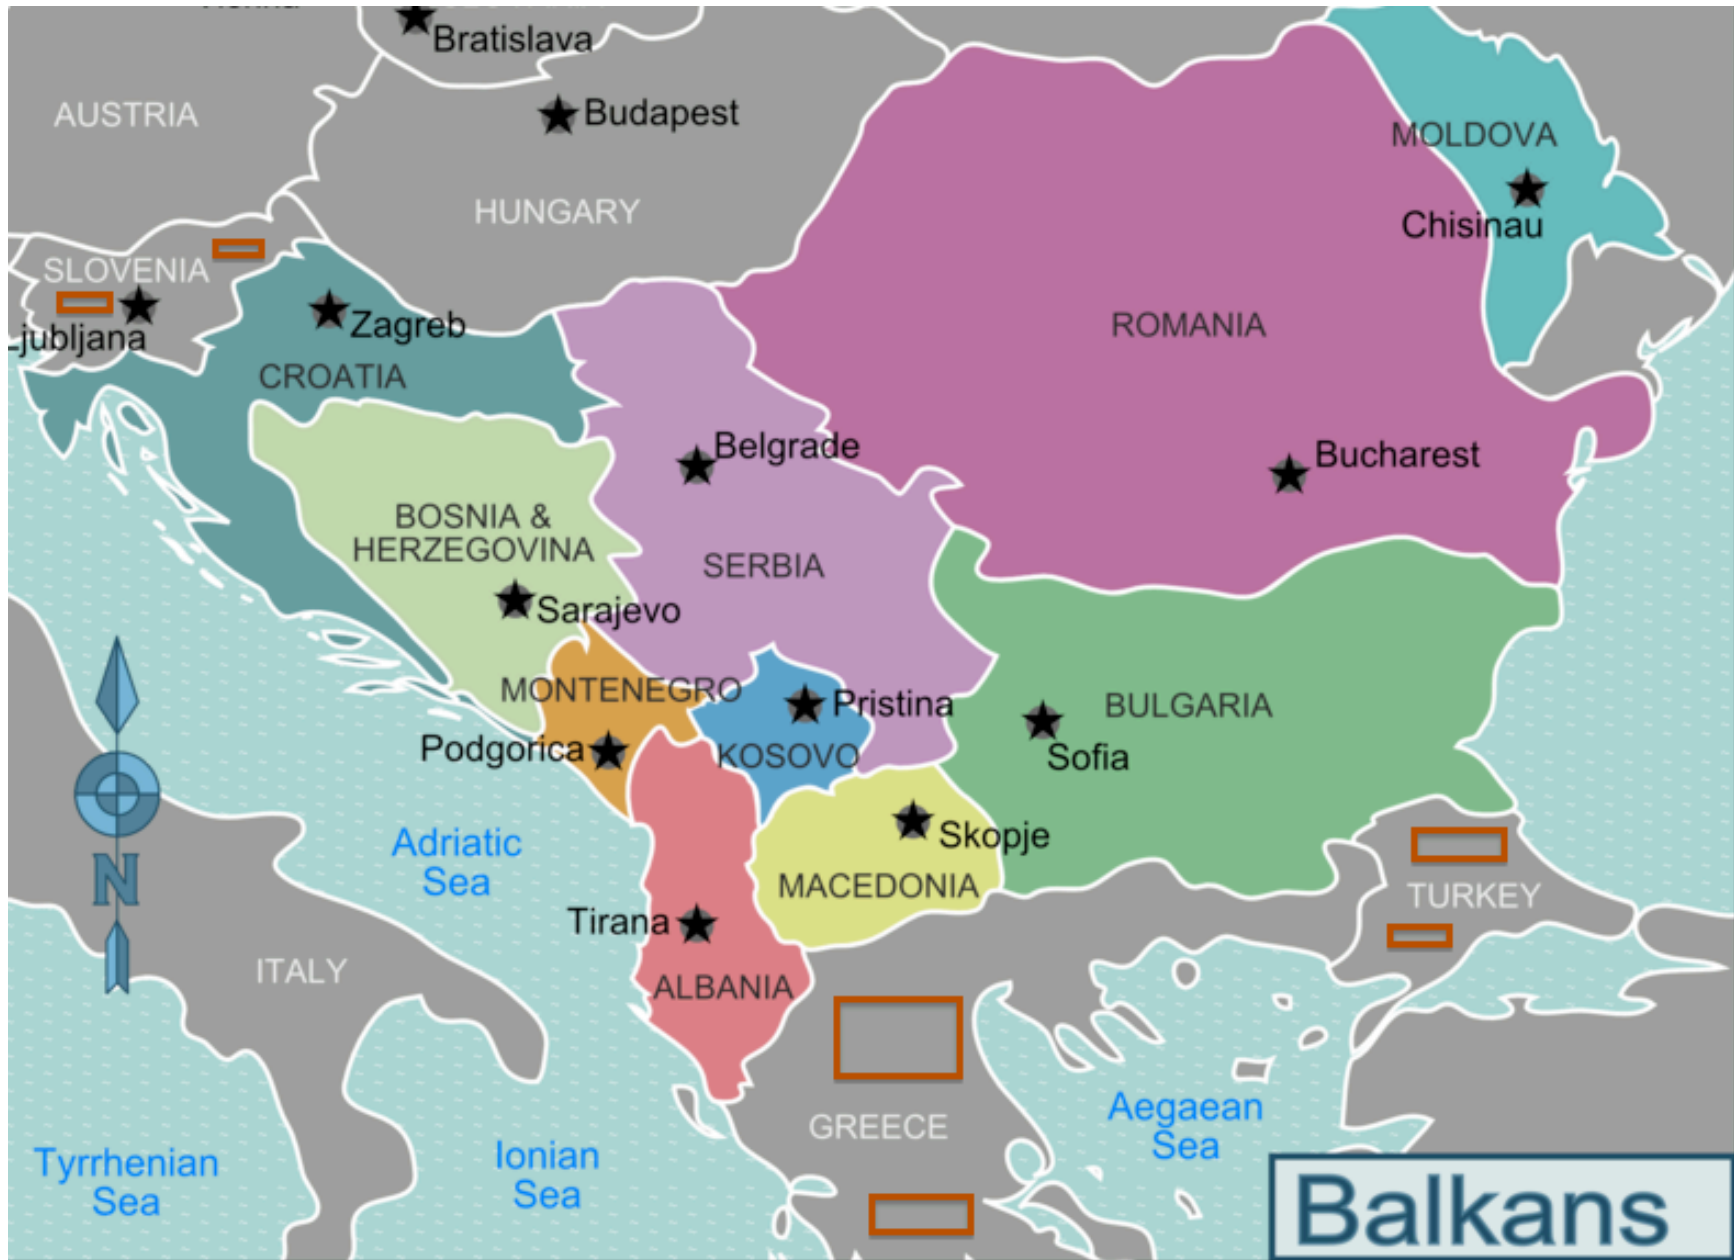 Bratislava
AUSTRIA
Budapest
MOLDOVA
HUNGARY
Chisinau
SLOVENIA
jubljana
Zagreb
ROMANIA
CROATIA
Belgrade
Bucharest
BOSNIA &
HERZEGOVINA
SERBIA
Sarajevo
MONTENEGRO
Pristina
BULGARIA
Podgorica
KOSOVO
Sofia
Adriatic
Sea
Skopje
N
MACEDONIA
TURKEY
Tirana
ITALY
ALBANIA
GREECE
Aegaean
Sea
Tyrrhenian
Sea
Ionian
Sea
Balkans